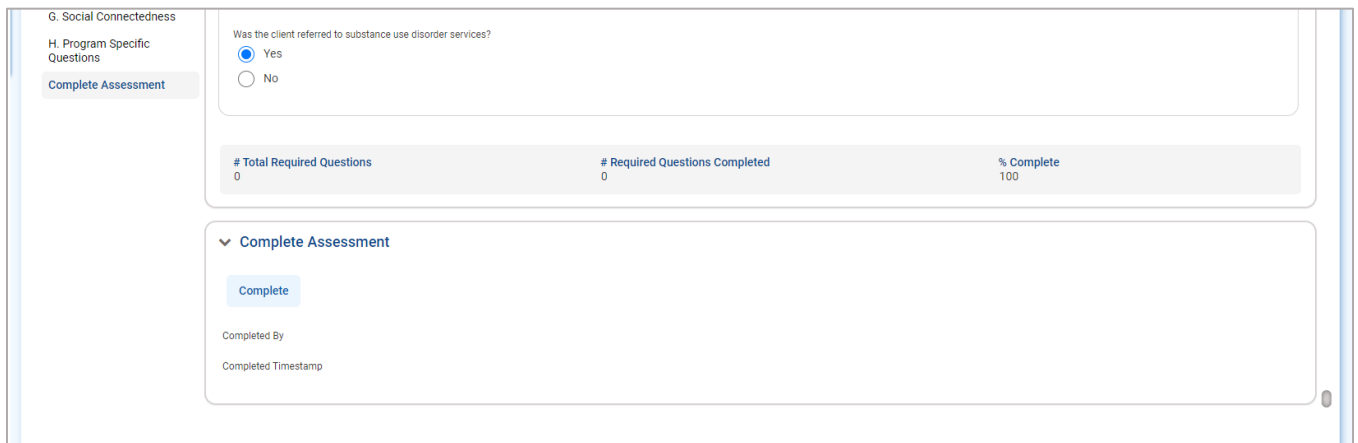 G. Social Connectedness
H. Program Specific
Questions
Complete Assessment
Was the client referred to substance use disorder services?
Yes
No
# Total Required Questions
0
# Required Questions Completed
0
% Complete
100
Complete Assessment
Complete
Completed By
Completed Timestamp